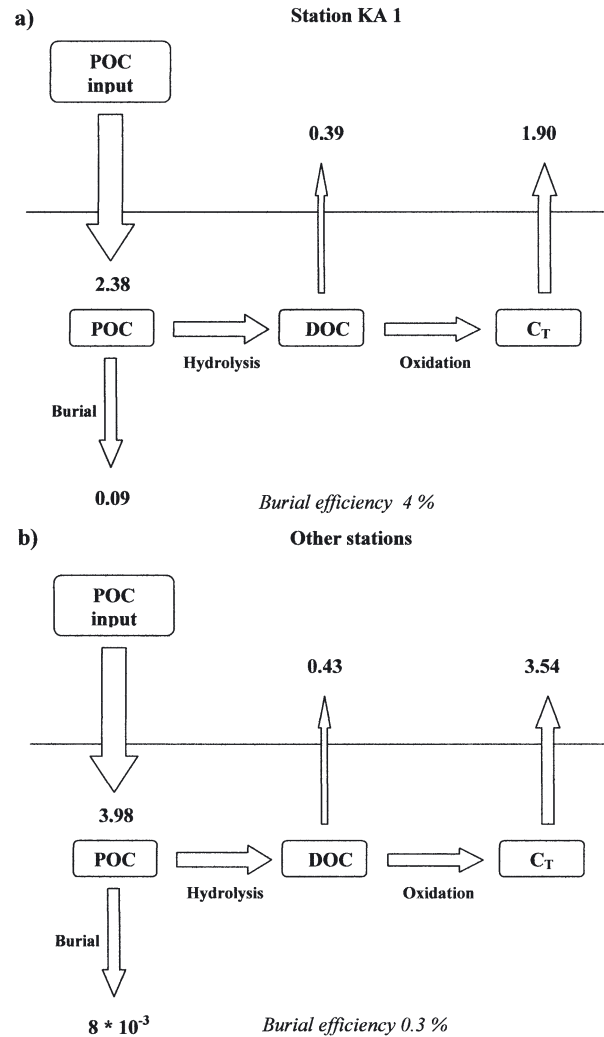 a)
Station KA 1
POC
input
0.39
1.90
2.38
POC
DOC
C_T
Hydrolysis
Oxidation
Burial
0.09
Burial efficiency 4 %
b)
Other stations
POC
input
0.43
3.54
3.98
POC
DOC
C_T
Hydrolysis
Oxidation
Burial
8 * 10^-3
Burial efficiency 0.3 %